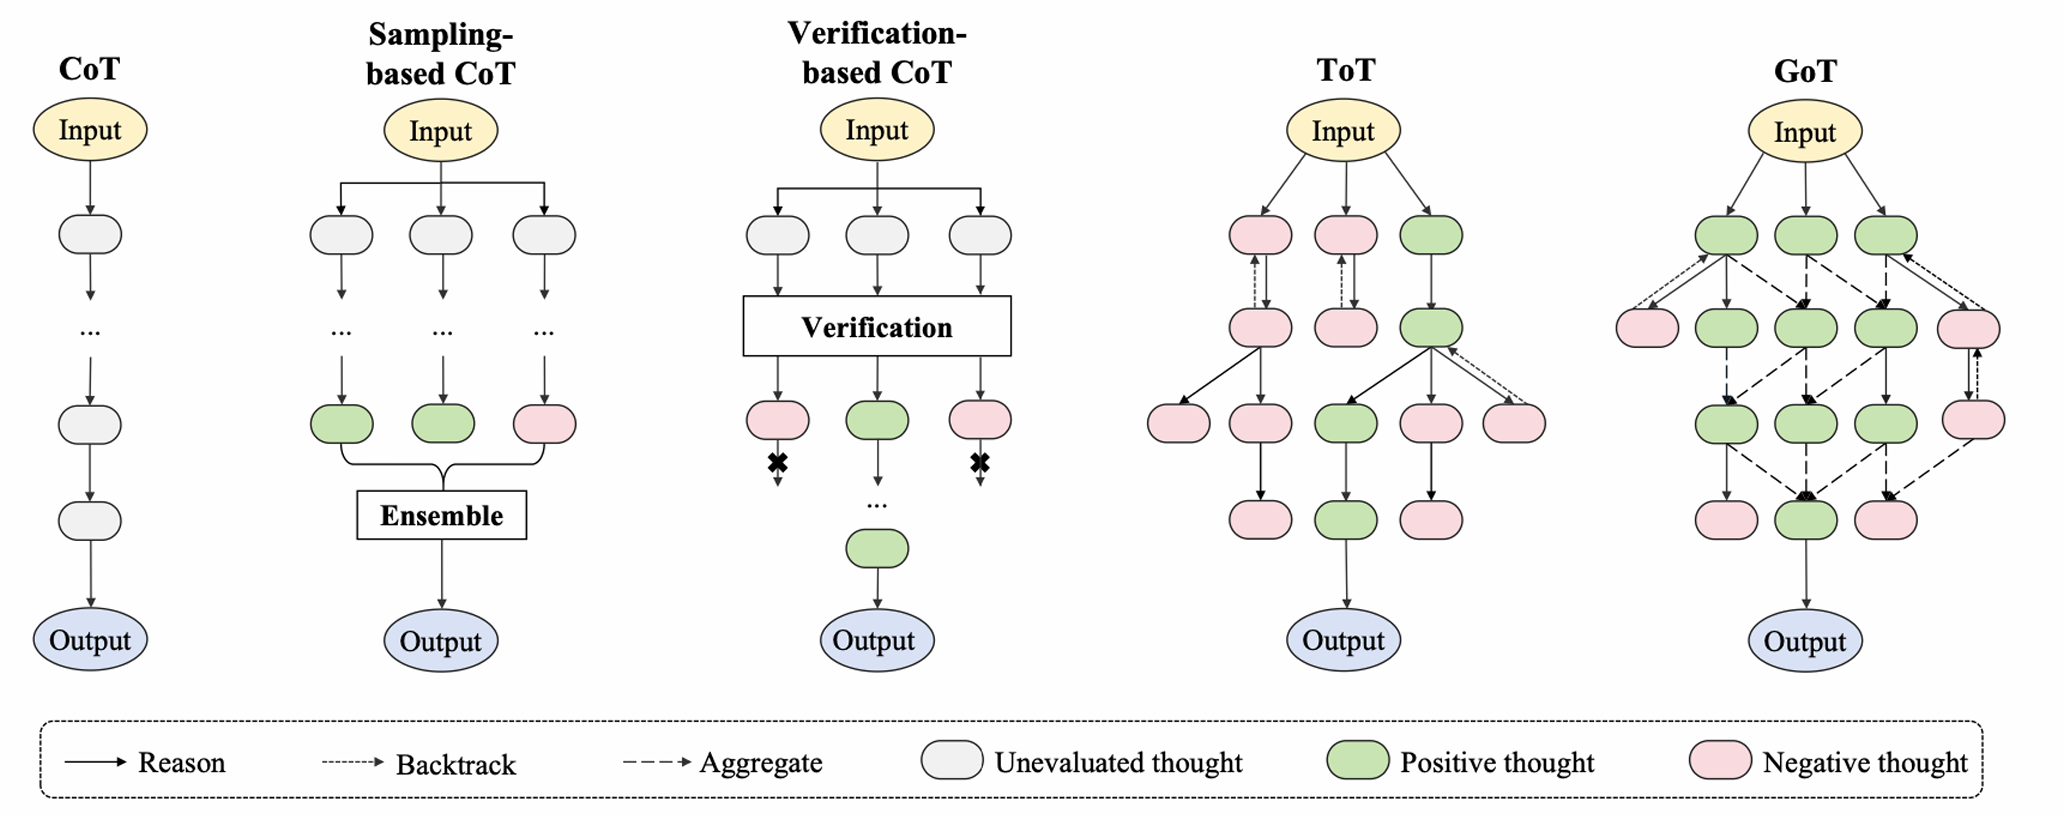 CoT
Input
...
Output
Sampling-
based CoT
Input
... ... ...
Ensemble
Output
Verification-
based CoT
Input
Verification
...
Output
ToT
Input
Output
GoT
Input
Output
Reason
Backtrack
Aggregate
Unevaluated thought
Positive thought
Negative thought